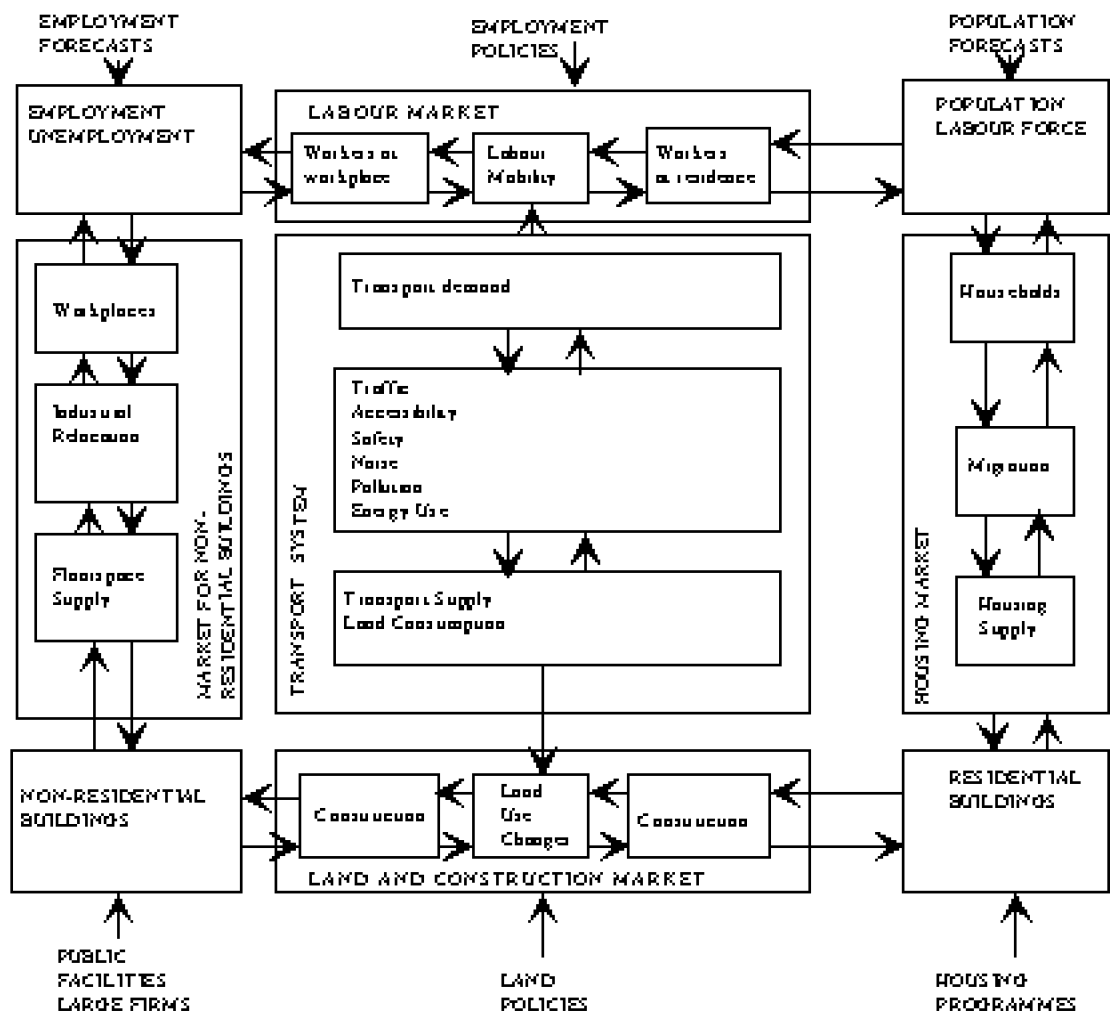 EMPLOYMENT
FORECASTS
EMPLOYMENT
POLICIES
POPULATION
FORECASTS
EMPLOYMENT
UNEMPLOYMENT
LABOUR MARKET
Workers at
workplace
Labour
Mobility
Workers
at residence
POPULATION
LABOUR FORCE
Workplaces
Industrial
Relocation
Floorspace
Supply
MARKET FOR NON-
RESIDENTIAL BUILDINGS
Transport demand
Traffic
Accessibility
Safety
Noise
Pollution
Energy Use
Transport Supply
Land Consumption
TRANSPORT SYSTEM
Households
Migration
Housing
Supply
HOUSING MARKET
NON-RESIDENTIAL
BUILDINGS
Construction
Land
Use
Changes
Construction
LAND AND CONSTRUCTION MARKET
RESIDENTIAL
BUILDINGS
PUBLIC
FACILITIES
LARGE FIRMS
LAND
POLICIES
HOUSING
PROGRAMMES